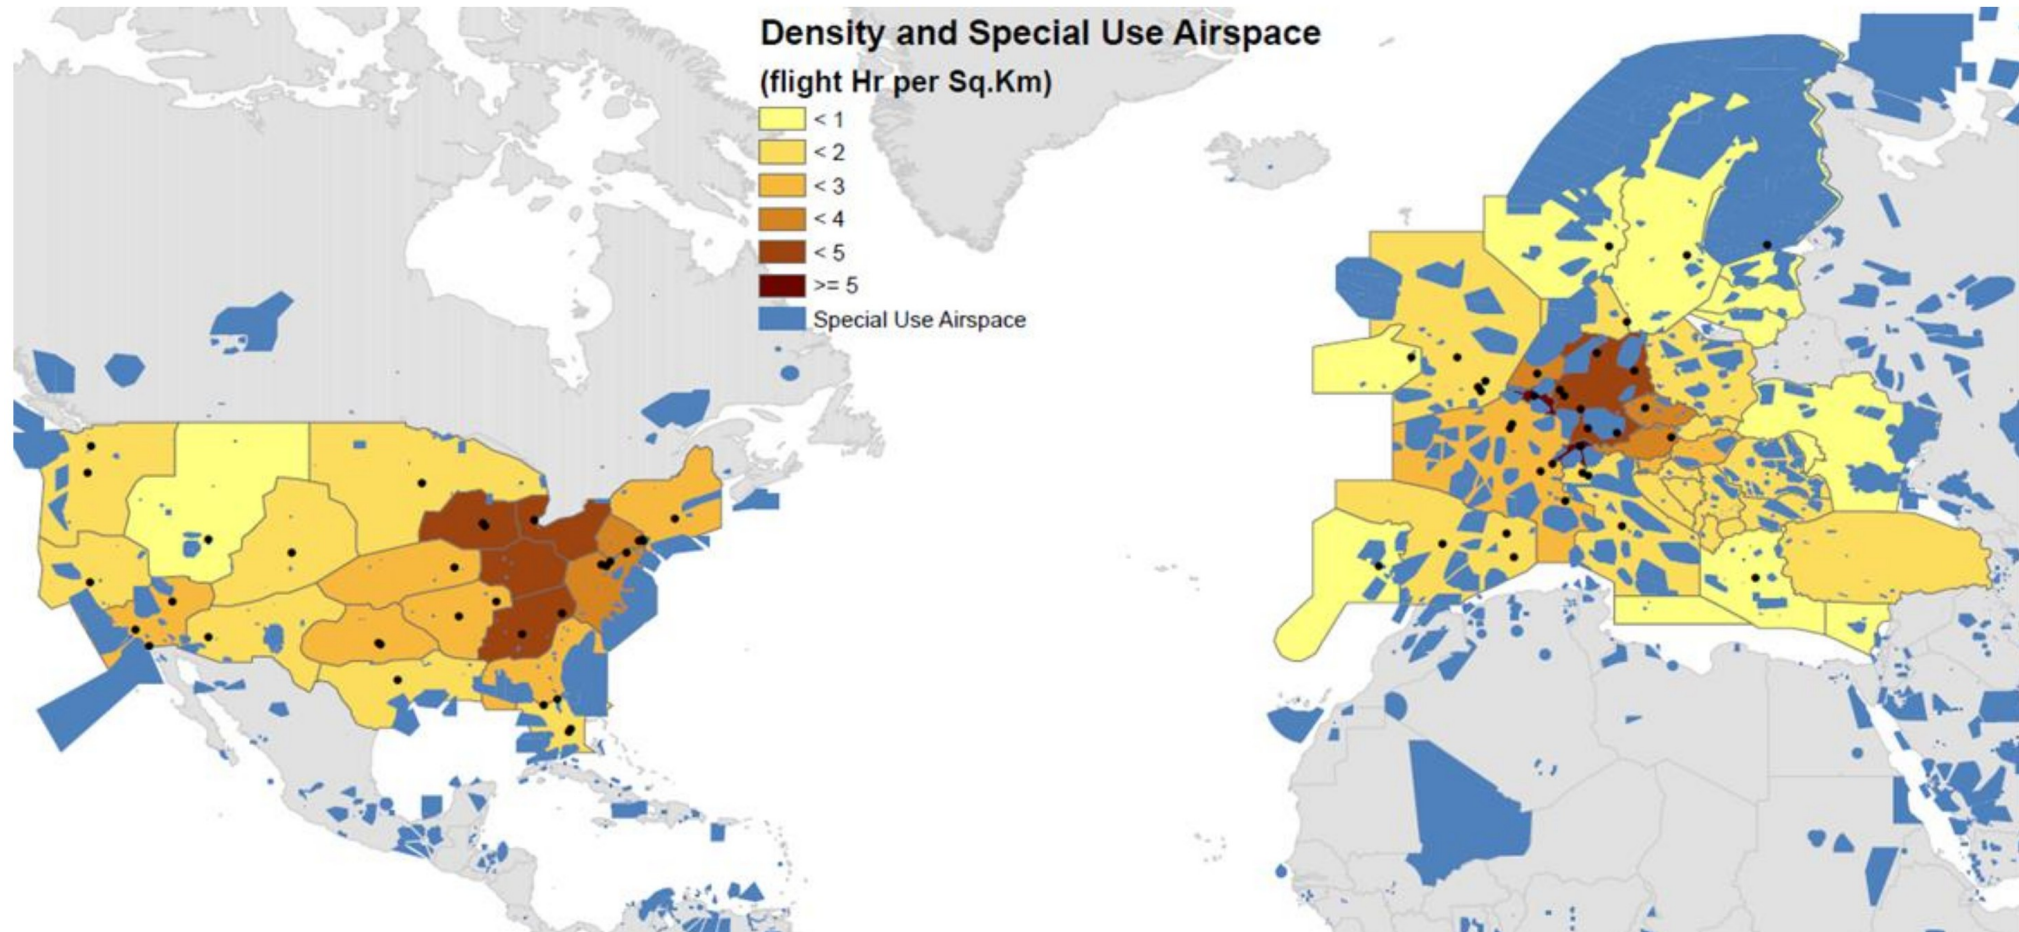 Density and Special Use Airspace
(flight Hr per Sq.Km)
< 1
< 2
< 3
< 4
< 5
>= 5
Special Use Airspace